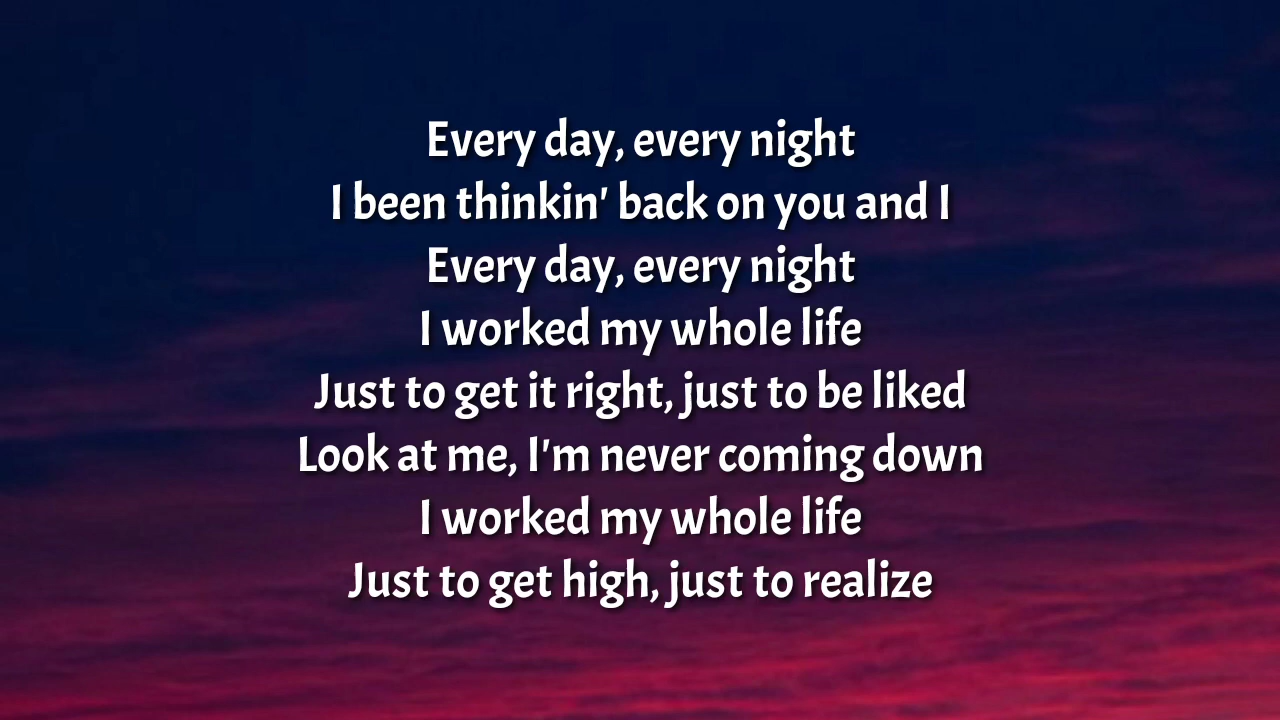 Every day, every night
I been thinkin' back on you and I
Every day, every night
I worked my whole life
Just to get it right, just to be liked
Look at me, I'm never coming down
I worked my whole life
Just to get high, just to realize